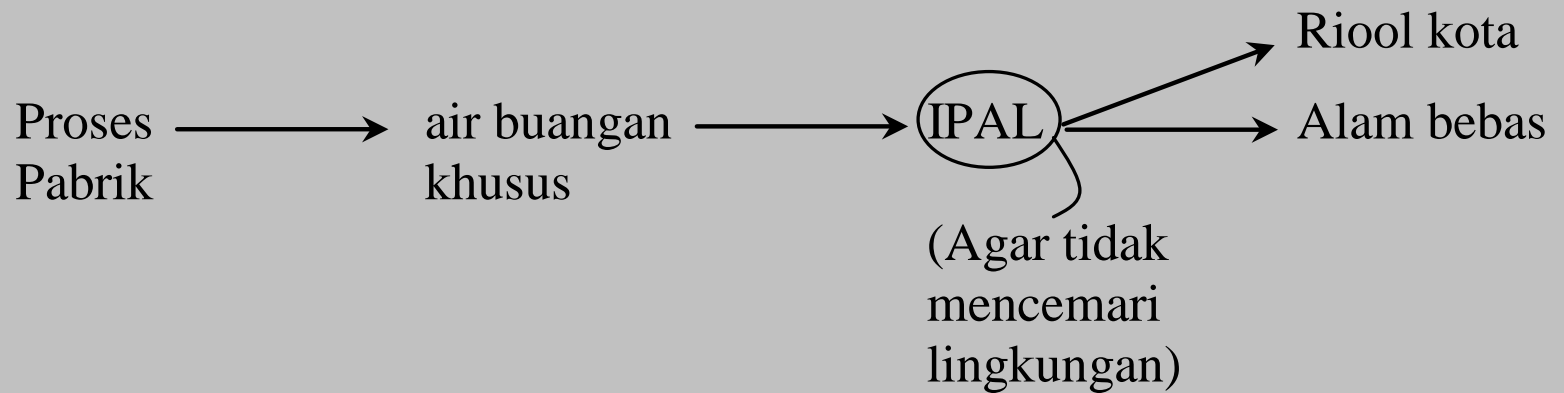 Proses
Pabrik
air buangan
khusus
IPAL
Riool kota
Alam bebas
(Agar tidak
mencemari
lingkungan)